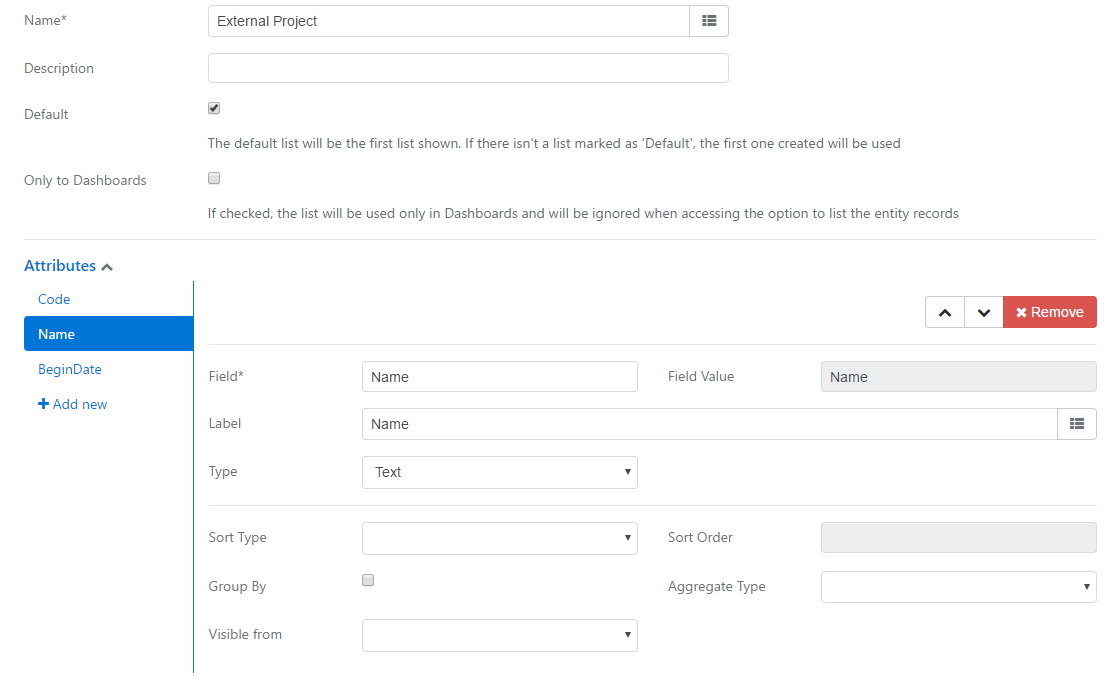 Name*
External Project
Description
Default
The default list will be the first list shown. If there isn't a list marked as 'Default', the first one created will be used
Only to Dashboards
If checked, the list will be used only in Dashboards and will be ignored when accessing the option to list the entity records
Attributes
Code
Name
BeginDate
Add new
Remove
Field*
Name
Field Value
Name
Label
Name
Type
Text
Sort Type
Sort Order
Group By
Aggregate Type
Visible from